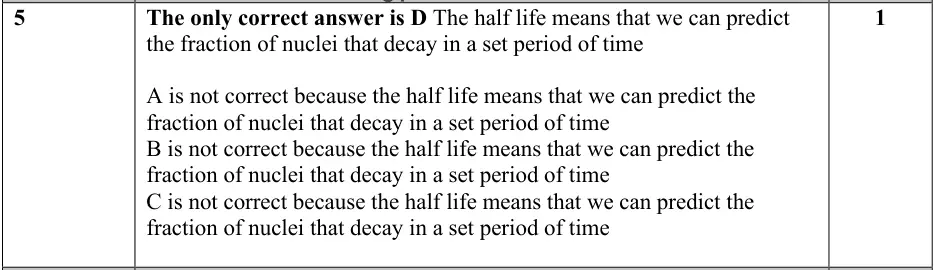 5
The only correct answer is D The half life means that we can predict
the fraction of nuclei that decay in a set period of time
1
A is not correct because the half life means that we can predict the
fraction of nuclei that decay in a set period of time
B is not correct because the half life means that we can predict the
fraction of nuclei that decay in a set period of time
C is not correct because the half life means that we can predict the
fraction of nuclei that decay in a set period of time